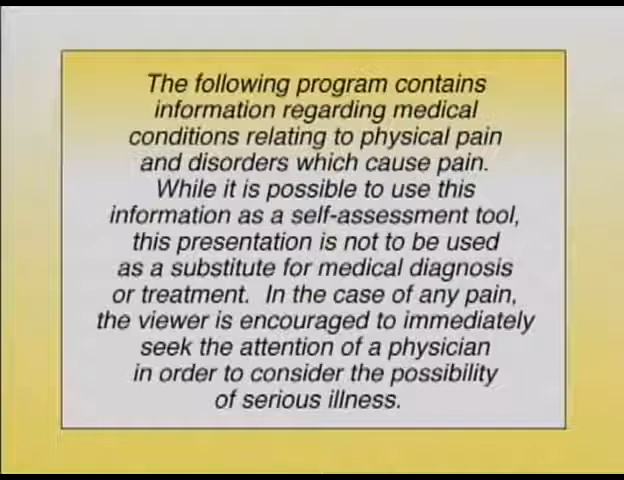 The following program contains
information regarding medical
conditions relating to physical pain
and disorders which cause pain.
While it is possible to use this
information as a self-assessment tool,
this presentation is not to be used
as a substitute for medical diagnosis
or treatment.  In the case of any pain,
the viewer is encouraged to immediately
seek the attention of a physician
in order to consider the possibility
of serious illness.